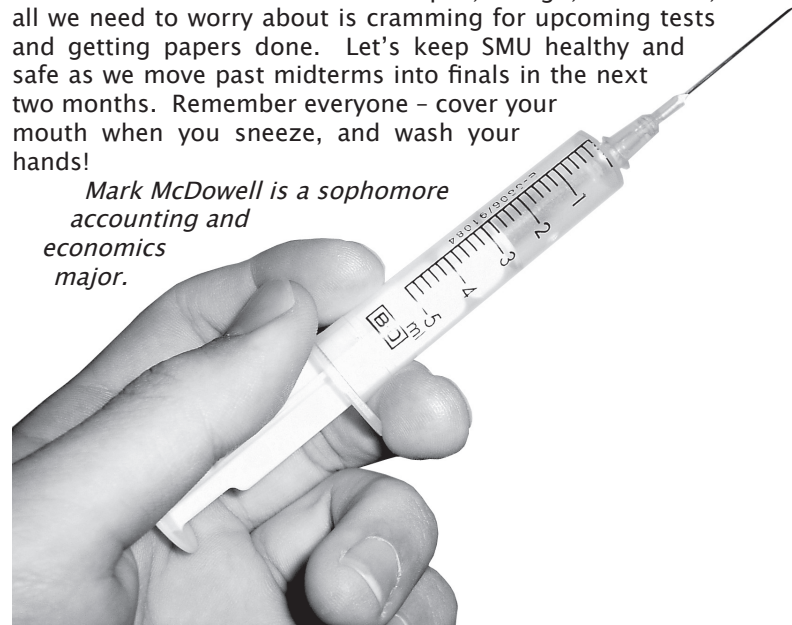 all we need to worry about is cramming for upcoming tests
and getting papers done. Let's keep SMU healthy and
safe as we move past midterms into finals in the next
two months. Remember everyone – cover your
mouth when you sneeze, and wash your
hands!
Mark McDowell is a sophomore
accounting and
economics
major.
1
2
3
4
5
ml